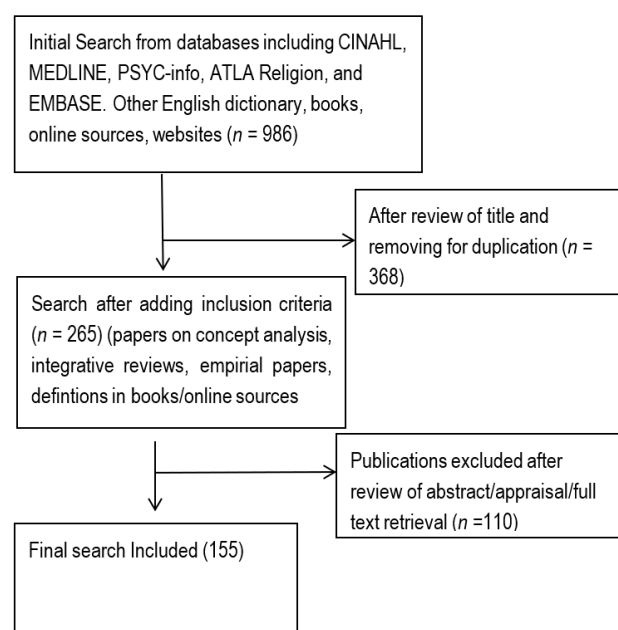 Initial Search from databases including CINAHL,
MEDLINE, PSYC-info, ATLA Religion, and
EMBASE. Other English dictionary, books,
online sources, websites (n = 986)
After review of title and
removing for duplication (n =
368)
Search after adding inclusion criteria
(n = 265) (papers on concept analysis,
integrative reviews, empirial papers,
defintions in books/online sources
Publications excluded after
review of abstract/appraisal/full
text retrieval (n =110)
Final search Included (155)